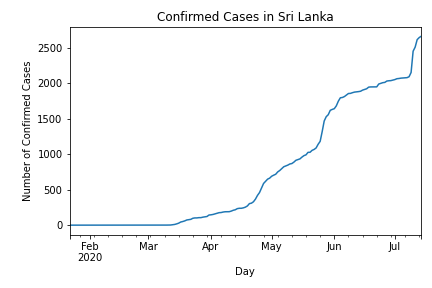 Confirmed Cases in Sri Lanka
Number of Confirmed Cases
2500
2000
1500
1000
500
0
Feb Mar Apr May Jun Jul
2020
Day